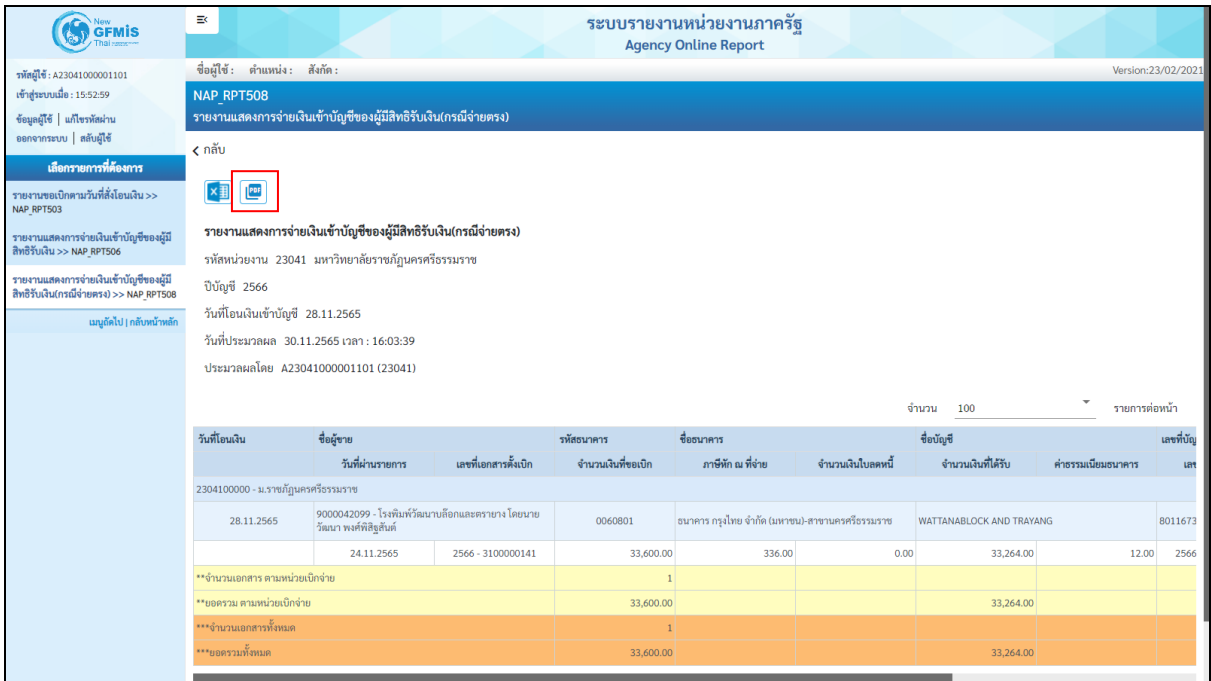 New
GFMiS
Thai
ระบบรายงานหน่วยงานภาครัฐ
Agency Online Report
รหัสผู้ใช้ : A23041000001101
เข้าสู่ระบบเมื่อ : 15:52:59
ข้อมูลผู้ใช้ | แก้ไขรหัสผ่าน
ออกจากระบบ | สลับผู้ใช้
เลือกรายการที่ต้องการ
รายงานขอเบิกตามวันที่สั่งโอนเงิน >>
NAP_RPT503
รายงานแสดงการจ่ายเงินเข้าบัญชีของผู้มี
สิทธิรับเงิน >> NAP_RPT506
รายงานแสดงการจ่ายเงินเข้าบัญชีของผู้มี
สิทธิรับเงิน(กรณีจ่ายตรง) >> NAP_RPT508
เมนูถัดไป | กลับหน้าหลัก
ชื่อผู้ใช้ : ตำแหน่ง : สังกัด : Version:23/02/2021
NAP_RPT508
รายงานแสดงการจ่ายเงินเข้าบัญชีของผู้มีสิทธิรับเงิน(กรณีจ่ายตรง)
< กลับ
PDF
รายงานแสดงการจ่ายเงินเข้าบัญชีของผู้มีสิทธิรับเงิน(กรณีจ่ายตรง)
รหัสหน่วยงาน 23041 มหาวิทยาลัยราชภัฏนครศรีธรรมราช
ปีบัญชี 2566
วันที่โอนเงินเข้าบัญชี 28.11.2565
วันที่ประมวลผล 30.11.2565 เวลา : 16:03:39
ประมวลผลโดย A23041000001101 (23041)
จำนวน 100 รายการต่อหน้า
วันที่โอนเงิน ชื่อผู้ขาย รหัสธนาคาร ชื่อธนาคาร ชื่อบัญชี เลขที่บัญ
วันที่ผ่านรายการ เลขที่เอกสารตั้งเบิก จำนวนเงินที่ขอเบิก ภาษีหัก ณ ที่จ่าย จำนวนเงินใบลดหนี้ จำนวนเงินที่ได้รับ ค่าธรรมเนียมธนาคาร เลข
2304100000 - ม.ราชภัฏนครศรีธรรมราช
28.11.2565 9000042099 - โรงพิมพ์วัฒนาบล๊อกและตรายาง โดยนาย
วัฒนา พงศ์พิสิฐสันต์ 0060801 ธนาคาร กรุงไทย จำกัด (มหาชน)-สาขานครศรีธรรมราช WATTANABLOCK AND TRAYANG 8011673
24.11.2565 2566 - 3100000141 33,600.00 336.00 0.00 33,264.00 12.00 2566
**จำนวนเอกสาร ตามหน่วยเบิกจ่าย 1
**ยอดรวม ตามหน่วยเบิกจ่าย 33,600.00 33,264.00
***จำนวนเอกสารทั้งหมด 1
***ยอดรวมทั้งหมด 33,600.00 33,264.00